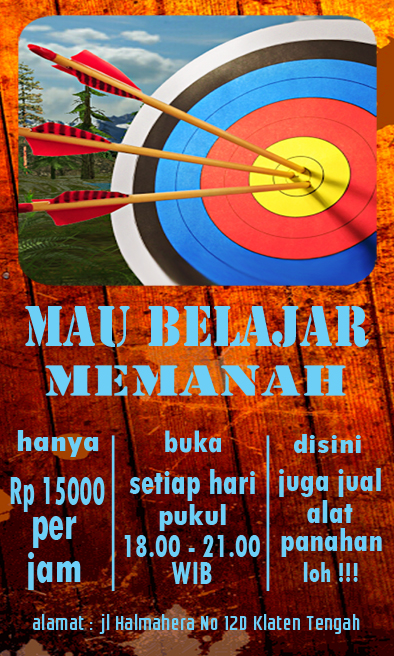 MAU BELAJAR
MEMANAH
hanya
Rp 15000
per
jam
buka
setiap hari
pukul
18.00 - 21.00
WIB
disini
juga jual
alat
panahan
loh !!!
alamat : jl Halmahera No 12D Klaten Tengah